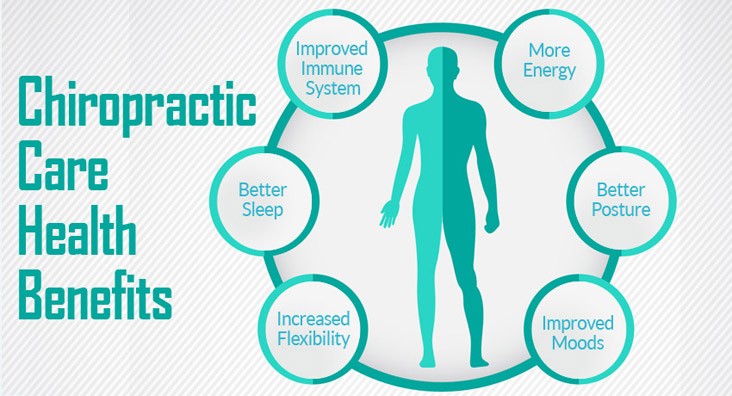 Chiropractic
Care
Health
Benefits
Improved
Immune
System
More
Energy
Better
Sleep
Better
Posture
Increased
Flexibility
Improved
Moods